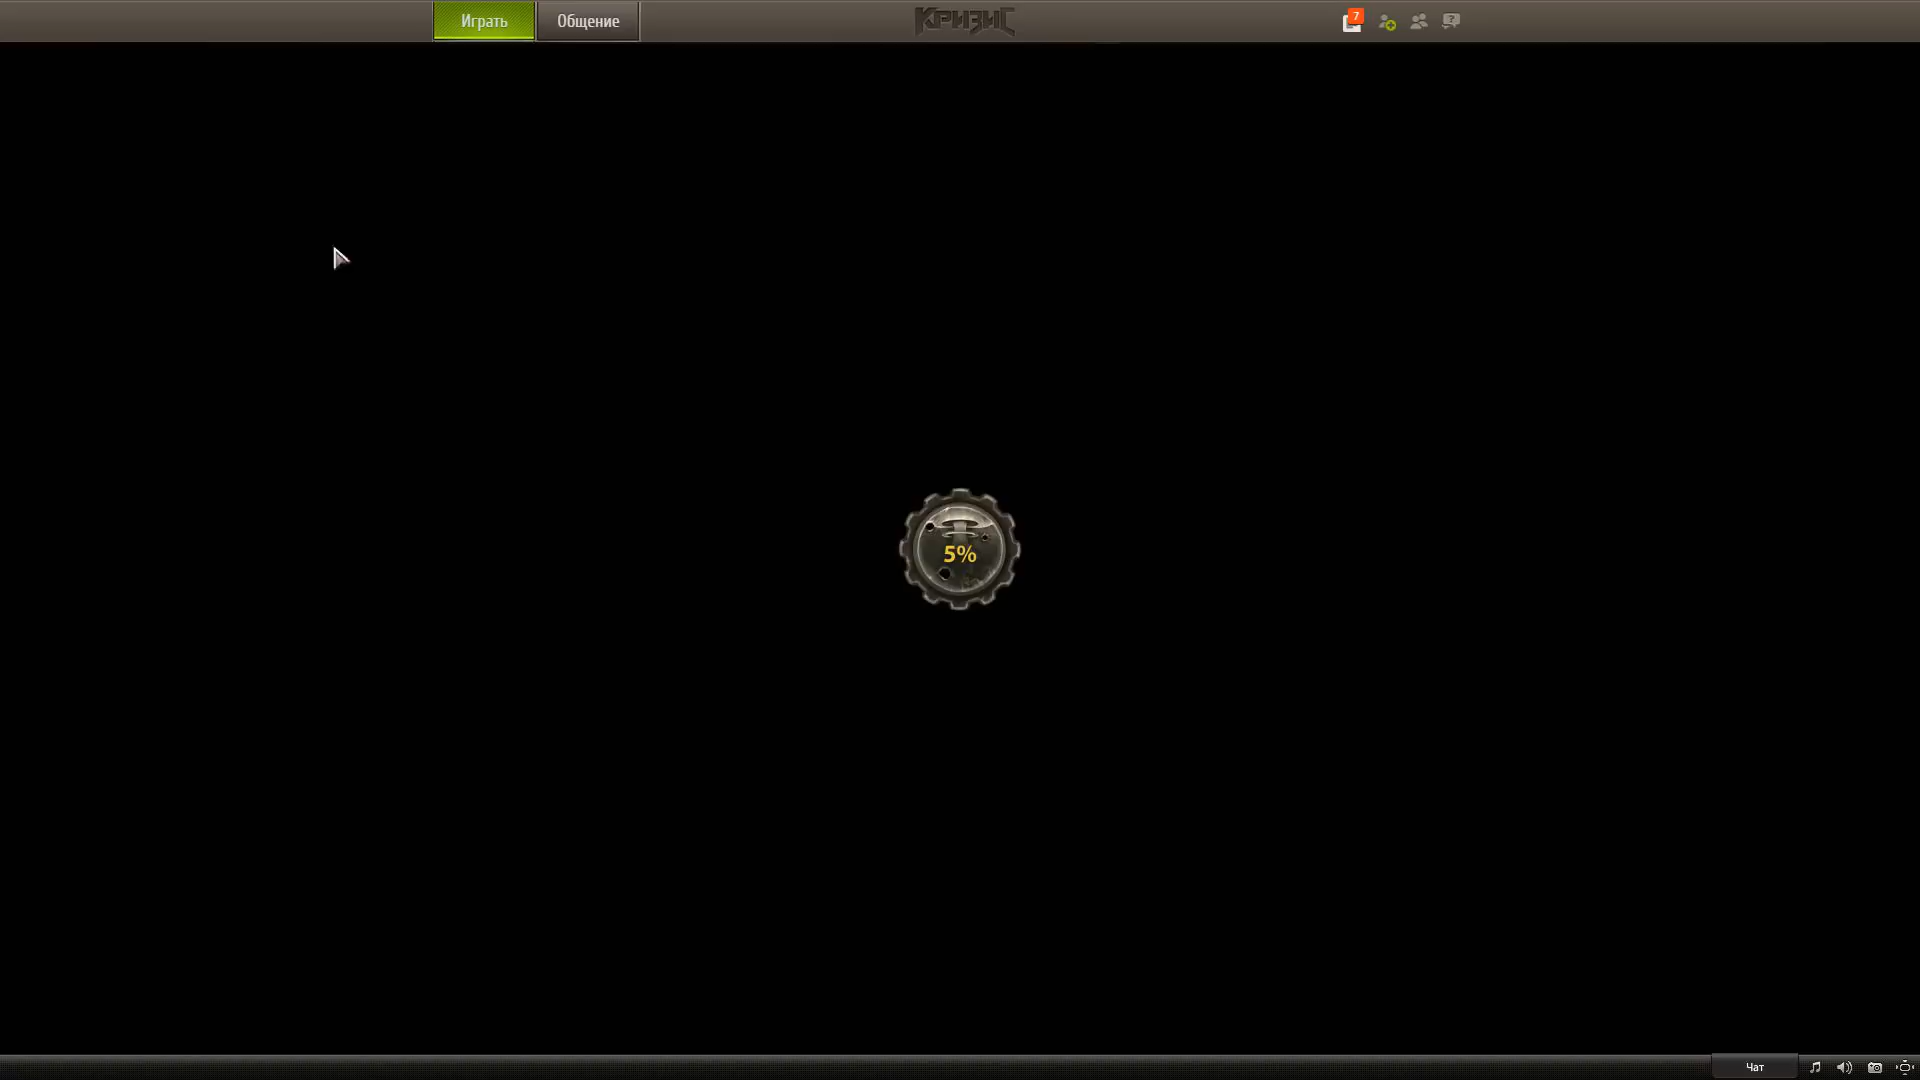 Играть
Общение
Кризис
7
5%
Чат